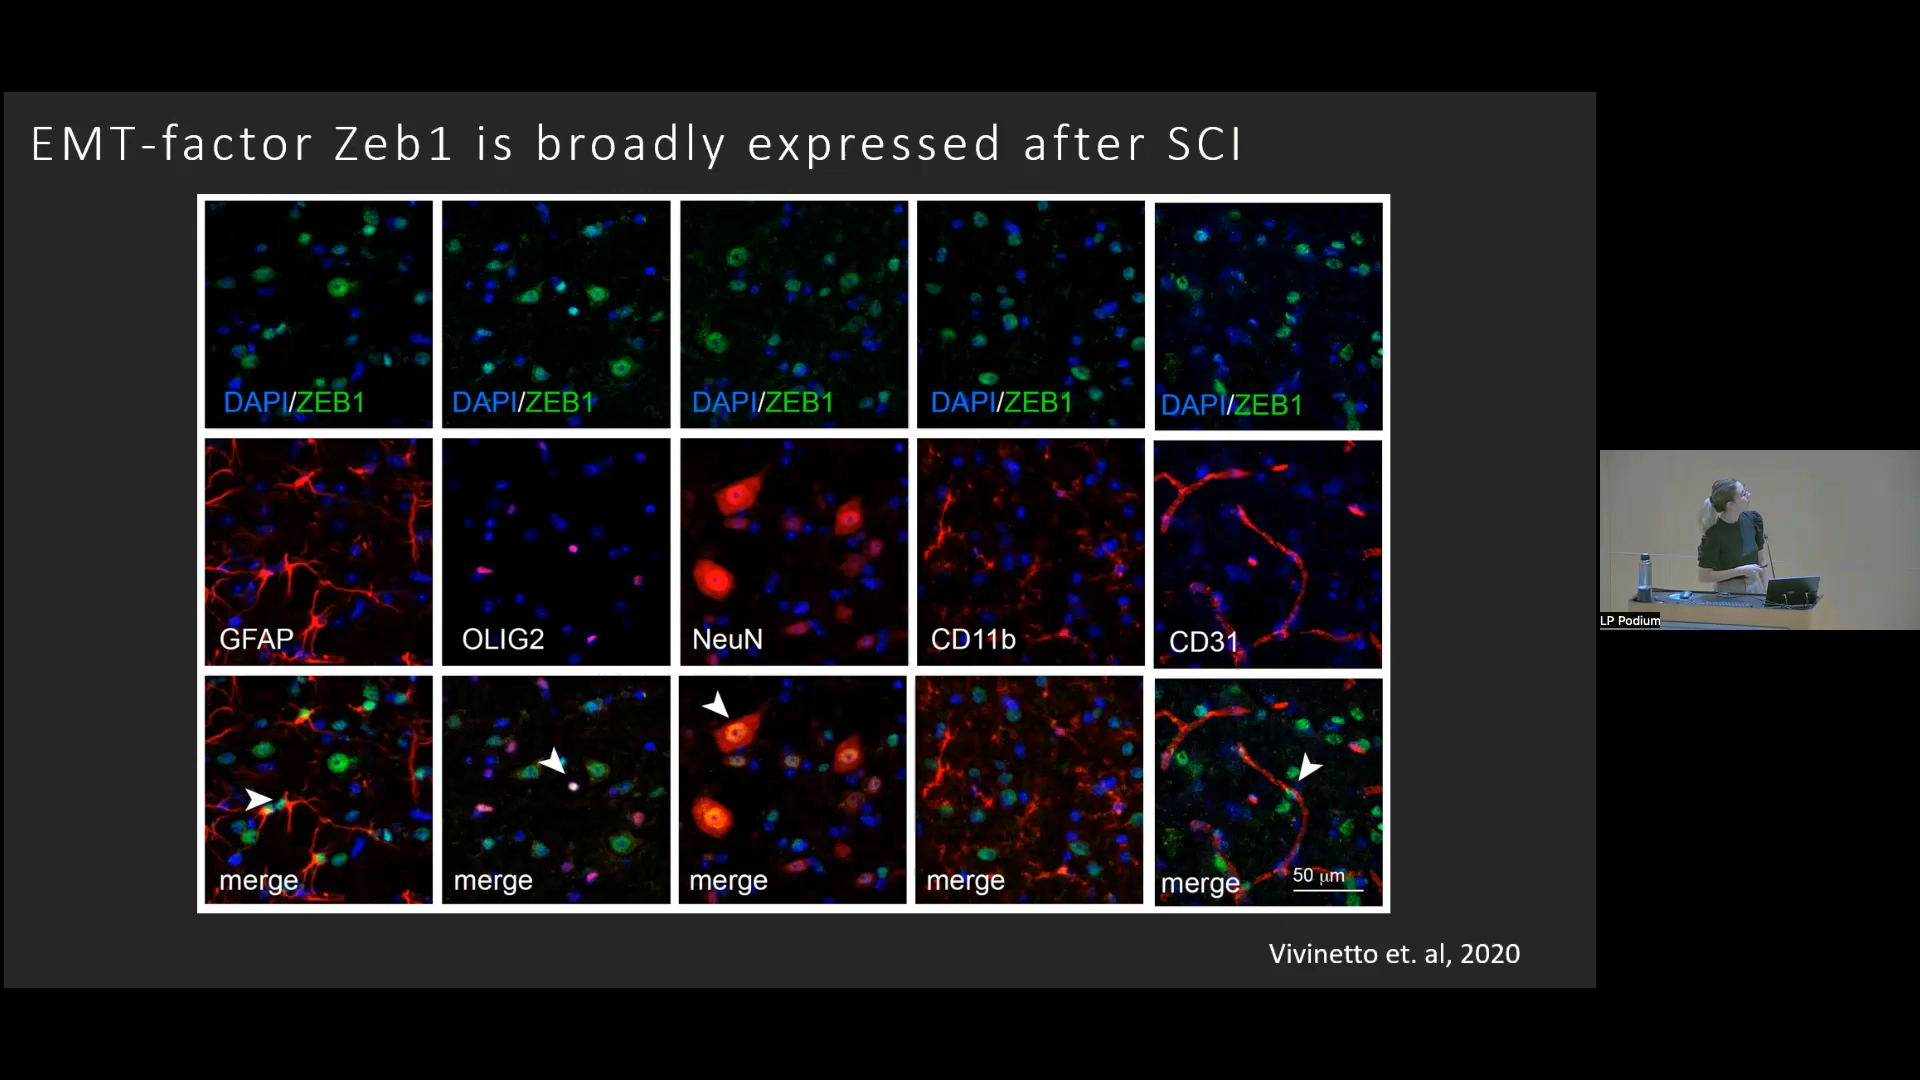 EMT-factor Zeb1 is broadly expressed after SCI
DAPI/ZEB1
DAPI/ZEB1
DAPI/ZEB1
DAPI/ZEB1
DAPI/ZEB1
GFAP
OLIG2
NeuN
CD11b
CD31
merge
merge
merge
merge
merge
50 µm
Vivinetto et. al, 2020
LP Podium